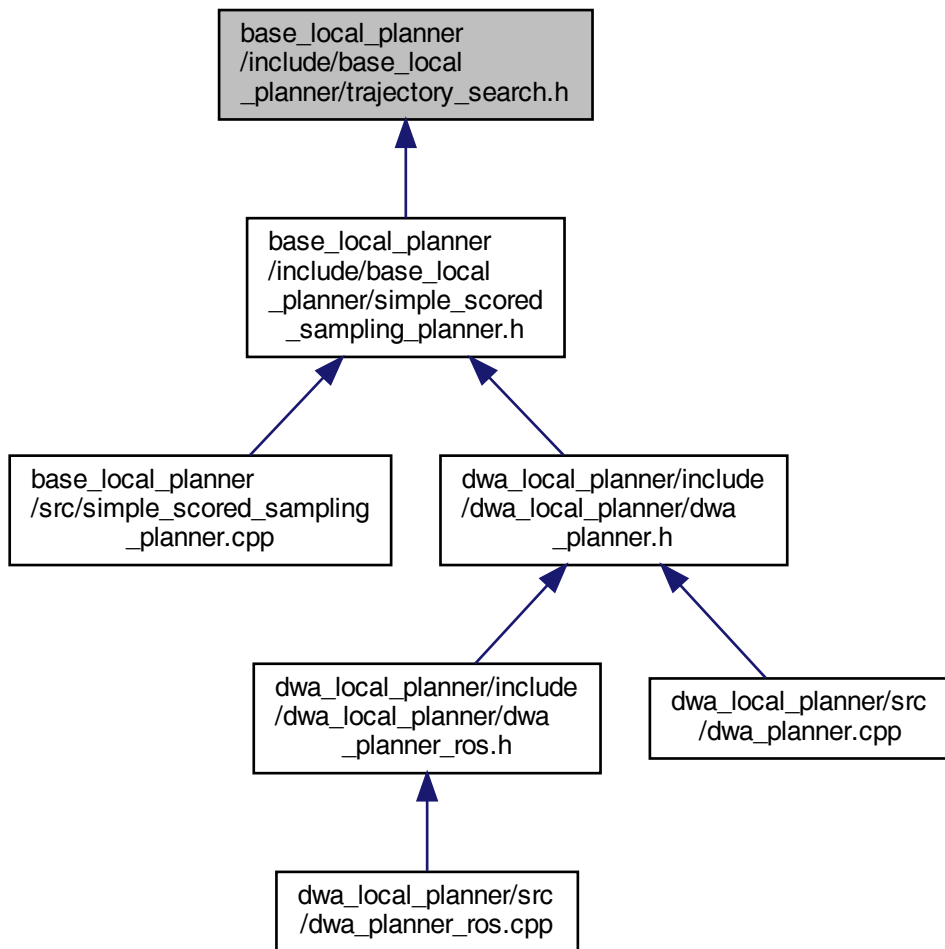 base_local_planner
/include/base_local
_planner/trajectory_search.h
base_local_planner
/include/base_local
_planner/simple_scored
_sampling_planner.h
base_local_planner
/src/simple_scored_sampling
_planner.cpp
dwa_local_planner/include
/dwa_local_planner/dwa
_planner.h
dwa_local_planner/include
/dwa_local_planner/dwa
_planner_ros.h
dwa_local_planner/src
/dwa_planner.cpp
dwa_local_planner/src
/dwa_planner_ros.cpp